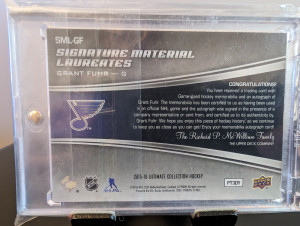 SML-GF
SIGNATURE MATERIAL
LAUREATES
GRANT FUHR - G
CONGRATULATIONS!
You have received a trading card with
Game-Used hockey memorabilia and an autograph of
Grant Fuhr. The memorabilia has been certified to us as having been used
in an official NHL game and the autograph was signed in the presence of a
company representative or sent from, and certified to us its authenticity by
Grant Fuhr. We hope you enjoy this piece of hockey history, as we continue
to keep you as close as you can get! Enjoy your memorabilia autograph card!
The Richard P. McWilliam Family
THE UPPER DECK COMPANY
2015-16 ULTIMATE COLLECTION HOCKEY